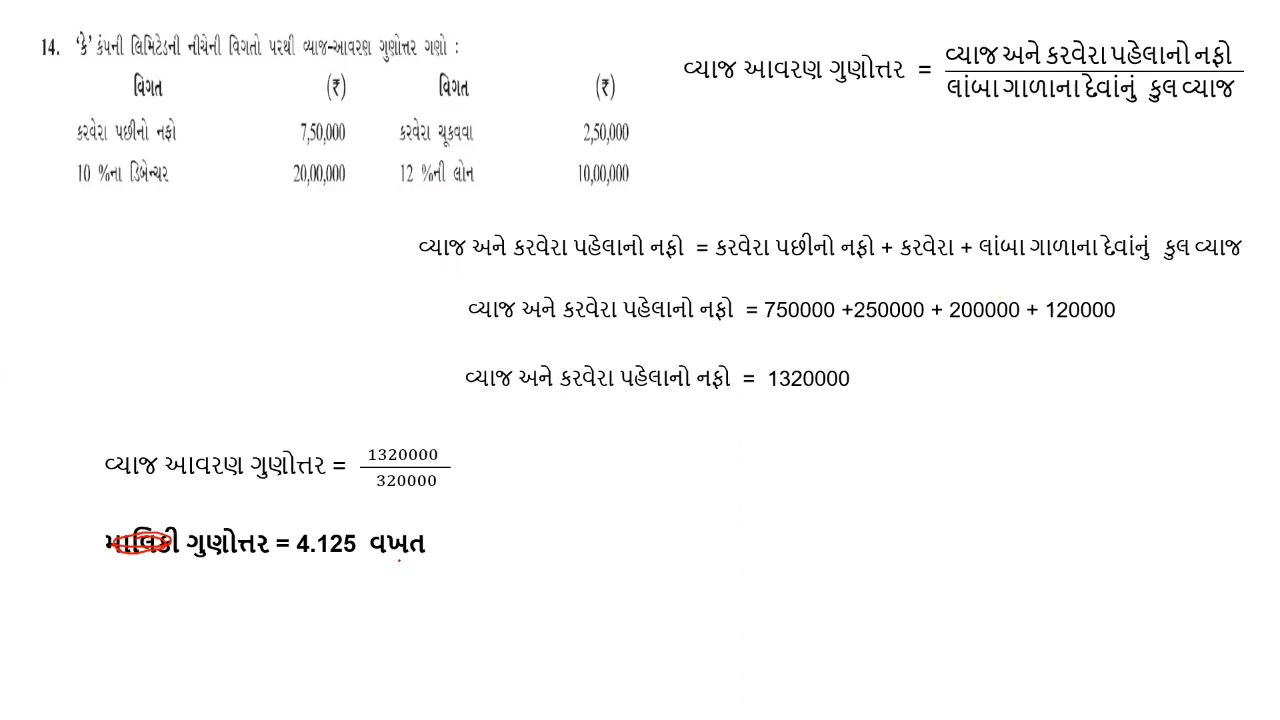 14. ‘કે’ કંપની લિમિટેડની નીચેની વિગતો પરથી વ્યાજ-આવરણ ગુણોત્તર ગણો :
વિગત (₹) વિગત (₹)
કરવેરા પછીનો નફો 7,50,000 કરવેરા ચૂકવવા 2,50,000
10 %ના ડિબેન્ચર 20,00,000 12 %ની લોન 10,00,000
વ્યાજ આવરણ ગુણોત્તર = વ્યાજ અને કરવેરા પહેલાનો નફો
લાંબા ગાળાના દેવાંનું કુલ વ્યાજ
વ્યાજ અને કરવેરા પહેલાનો નફો = કરવેરા પછીનો નફો + કરવેરા + લાંબા ગાળાના દેવાંનું કુલ વ્યાજ
વ્યાજ અને કરવેરા પહેલાનો નફો = 750000 +250000 + 200000 + 120000
વ્યાજ અને કરવેરા પહેલાનો નફો = 1320000
વ્યાજ આવરણ ગુણોત્તર = 1320000
320000
માલિકી ગુણોત્તર = 4.125 વખત